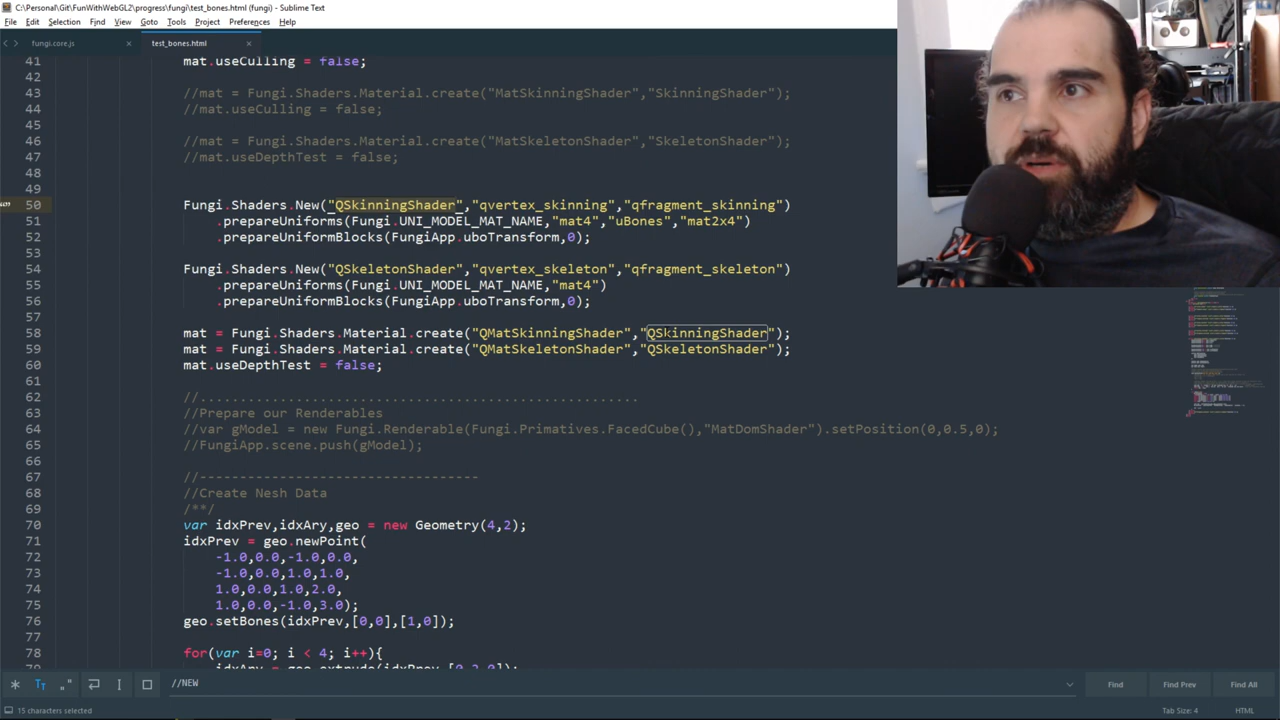 C:\Personal\Git\FunWithWebGL2\progress\fungi\test_bones.html (fungi) - Sublime Text
File Edit Selection Find View Goto Tools Project Preferences Help
fungi.core.js × test_bones.html ×
41 mat.useCulling = false;
42
43 //mat = Fungi.Shaders.Material.create("MatSkinningShader","SkinningShader");
44 //mat.useCulling = false;
45
46 //mat = Fungi.Shaders.Material.create("MatSkeletonShader","SkeletonShader");
47 //mat.useDepthTest = false;
48
49
50 Fungi.Shaders.New("QSkinningShader","qvertex_skinning","qfragment_skinning")
51 .prepareUniforms(Fungi.UNI_MODEL_MAT_NAME,"mat4","uBones","mat2x4")
52 .prepareUniformBlocks(FungiApp.uboTransform,0);
53
54 Fungi.Shaders.New("QSkeletonShader","qvertex_skeleton","qfragment_skeleton")
55 .prepareUniforms(Fungi.UNI_MODEL_MAT_NAME,"mat4")
56 .prepareUniformBlocks(FungiApp.uboTransform,0);
57
58 mat = Fungi.Shaders.Material.create("QMatSkinningShader","QSkinningShader");
59 mat = Fungi.Shaders.Material.create("QMatSkeletonShader","QSkeletonShader");
60 mat.useDepthTest = false;
61
62 //.....................................................
63 //Prepare our Renderables
64 //var gModel = new Fungi.Renderable(Fungi.Primatives.FacedCube(),"MatDomShader").setPosition(0,0.5,0);
65 //FungiApp.scene.push(gModel);
66
67 //-----------------------------------
68 //Create Nesh Data
69 /**/
70 var idxPrev,idxAry,geo = new Geometry(4,2);
71 idxPrev = geo.newPoint(
72 -1.0,0.0,-1.0,0.0,
73 -1.0,0.0,1.0,1.0,
74 1.0,0.0,1.0,2.0,
75 1.0,0.0,-1.0,3.0);
76 geo.setBones(idxPrev,[0,0],[1,0]);
77
78 for(var i=0; i < 4; i++){
79 idxAry = geo.extrude(idxPrev,[0,2,0]);
//NEW Find Find Prev Find All
15 characters selected Tab Size: 4 HTML